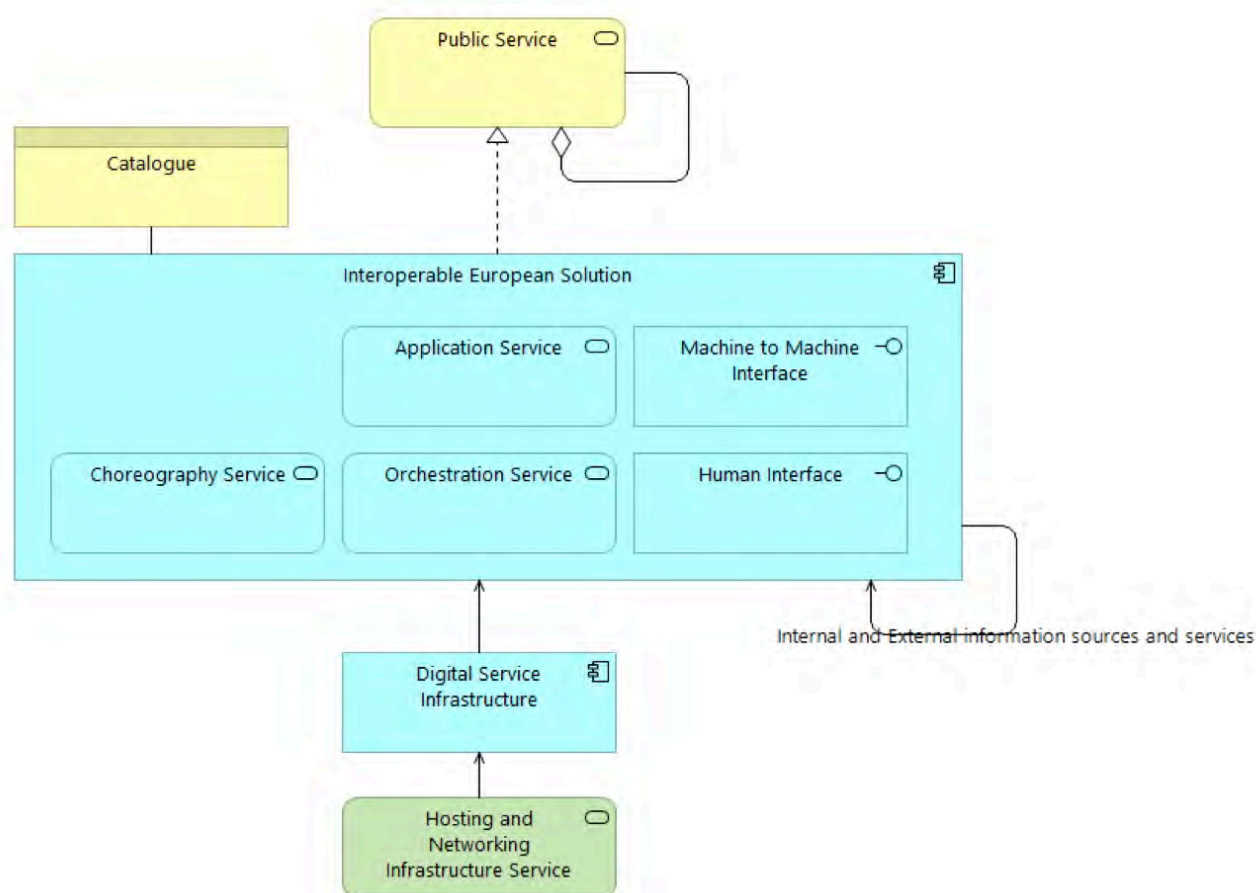 Public Service
Catalogue
Interoperable European Solution
Application Service
Machine to Machine
Interface
Choreography Service
Orchestration Service
Human Interface
Internal and External information sources and services
Digital Service
Infrastructure
Hosting and
Networking
Infrastructure Service